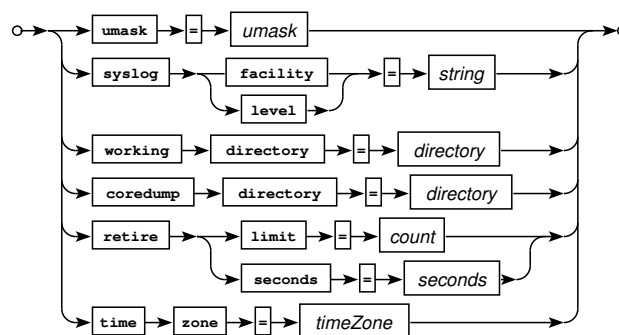 umask = umask
syslog facility = string
level
working directory = directory
coredump directory = directory
retire limit = count
seconds = seconds
time zone = timeZone